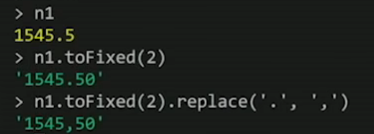 > n1
1545.5
> n1.toFixed(2)
'1545.50'
> n1.toFixed(2).replace('.', ',')
'1545,50'